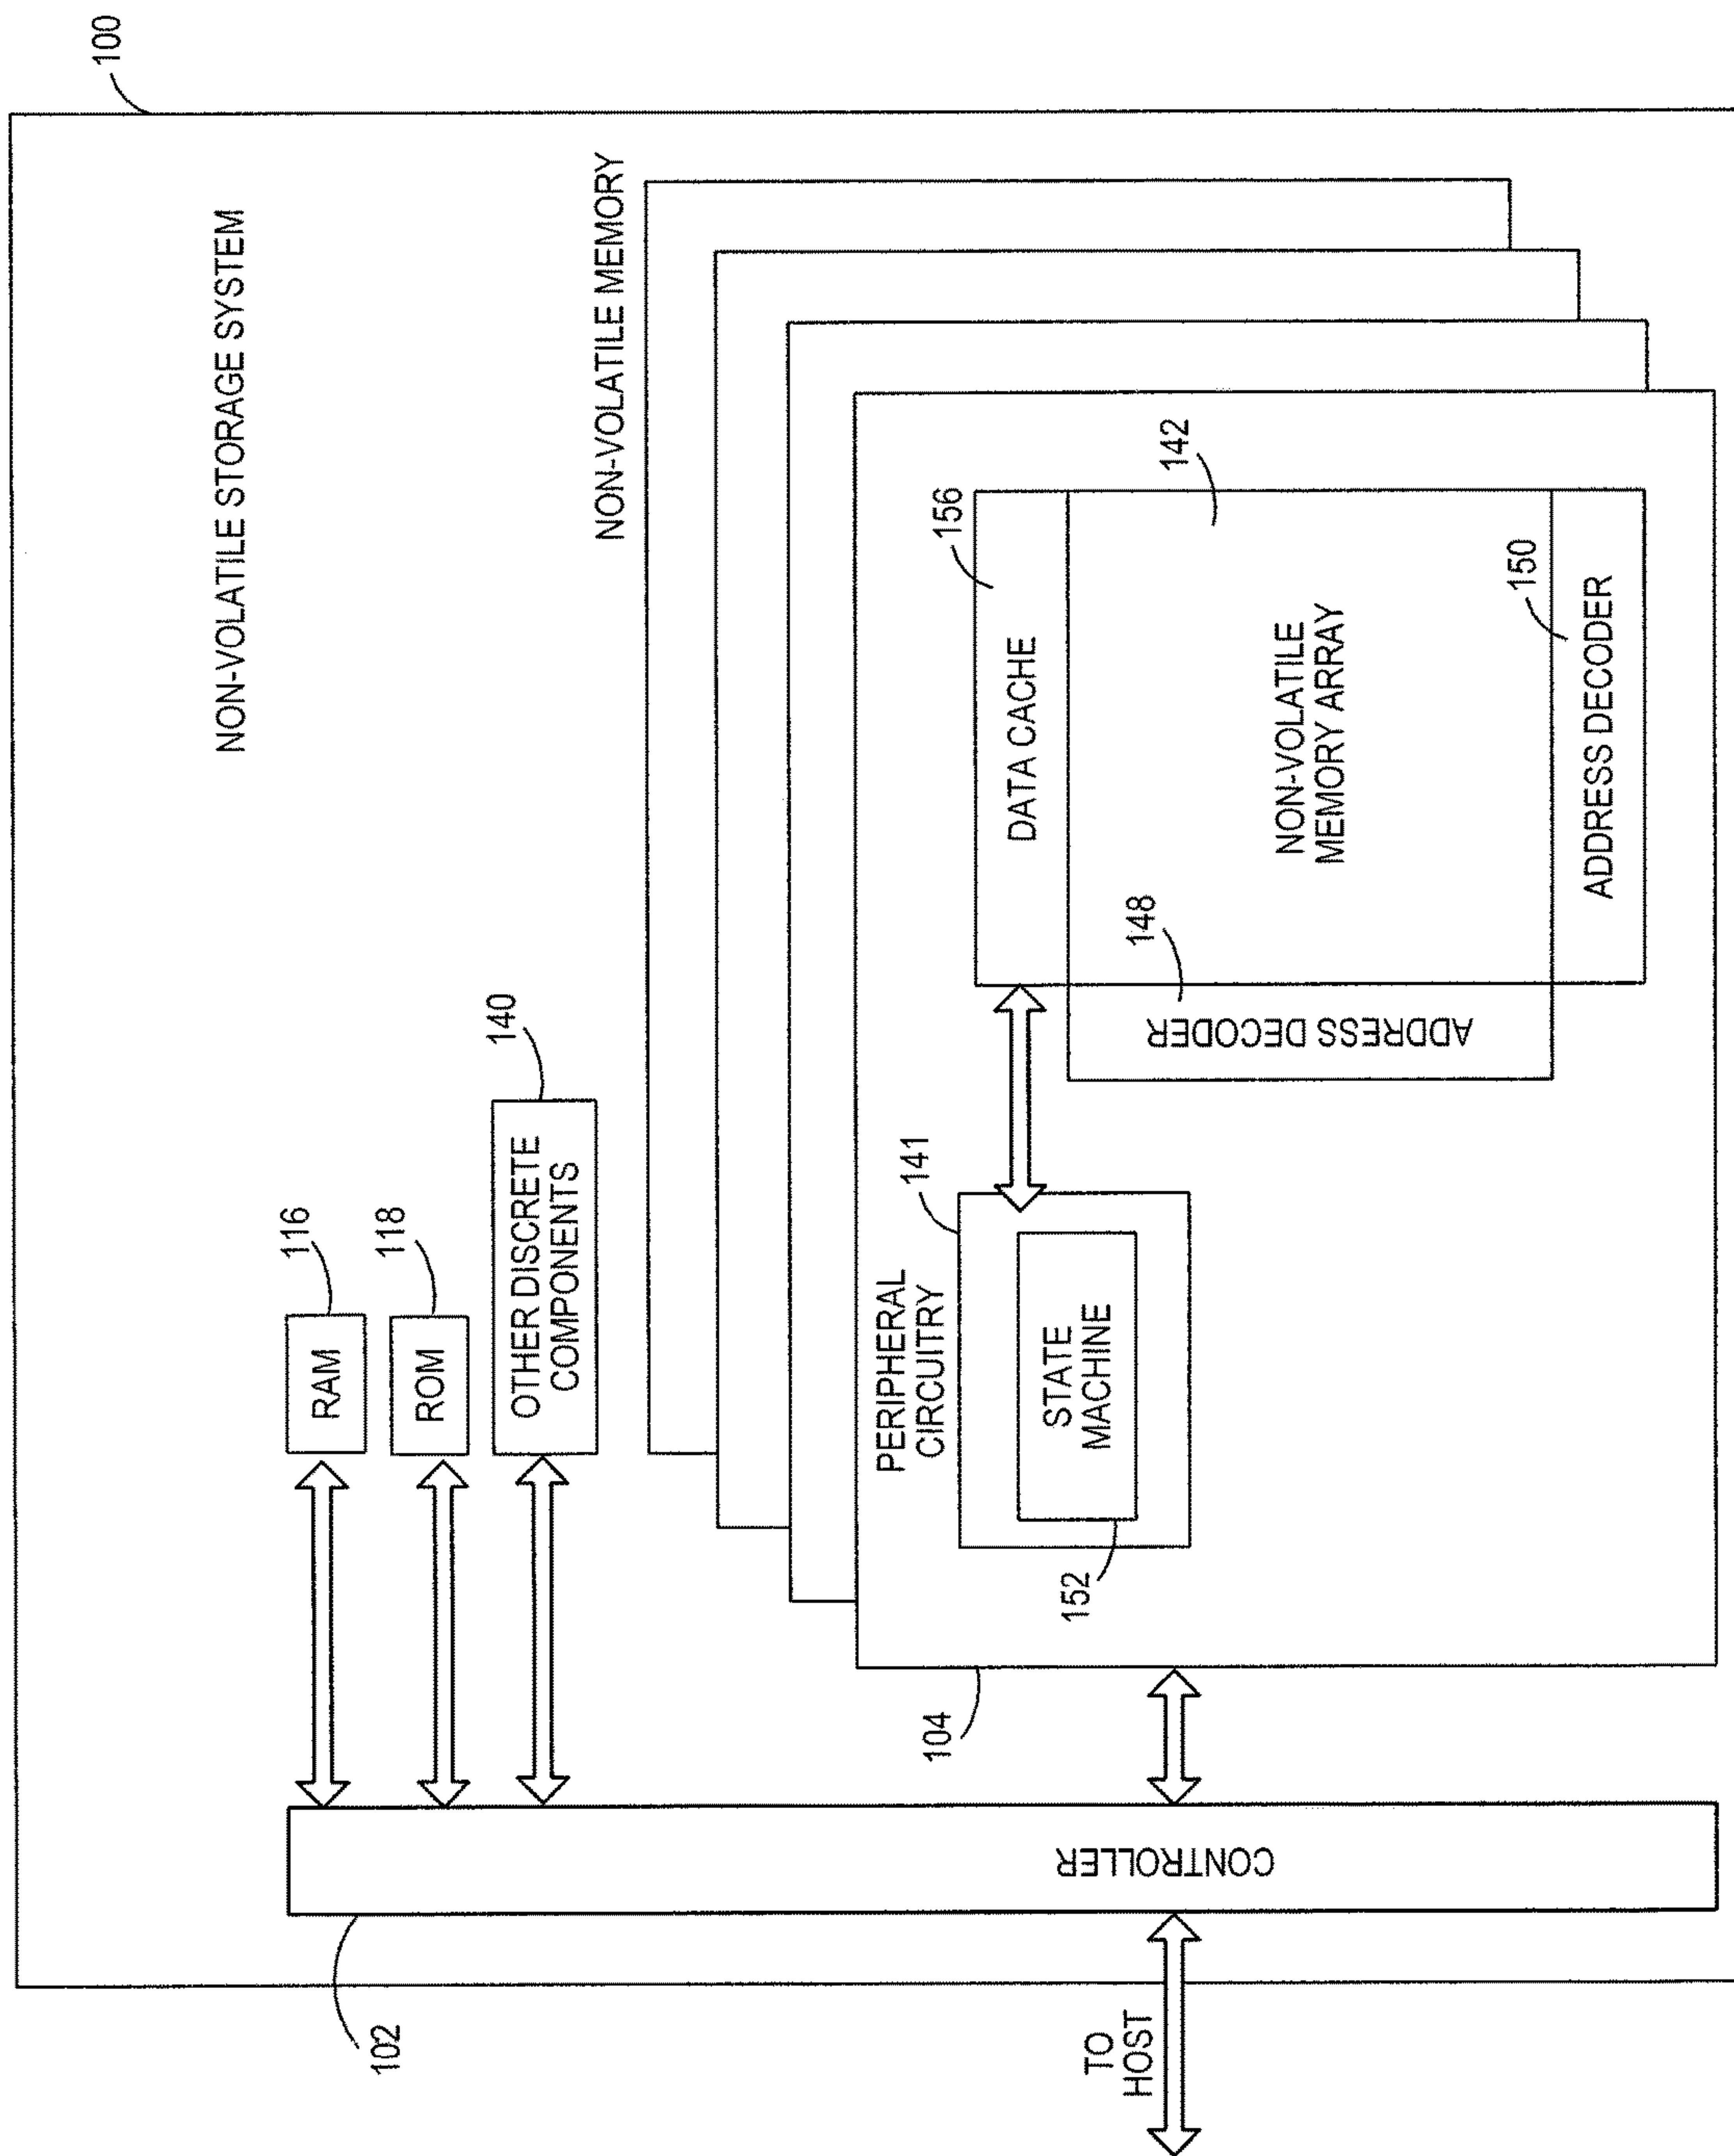 100
NON-VOLATILE STORAGE SYSTEM
116
RAM
118
ROM
140
OTHER DISCRETE
COMPONENTS
NON-VOLATILE MEMORY
102
CONTROLLER
TO
HOST
104
PERIPHERAL
CIRCUITRY
141
STATE
MACHINE
152
DATA CACHE
156
148
ADDRESS DECODER
NON-VOLATILE
MEMORY ARRAY
142
ADDRESS DECODER
150